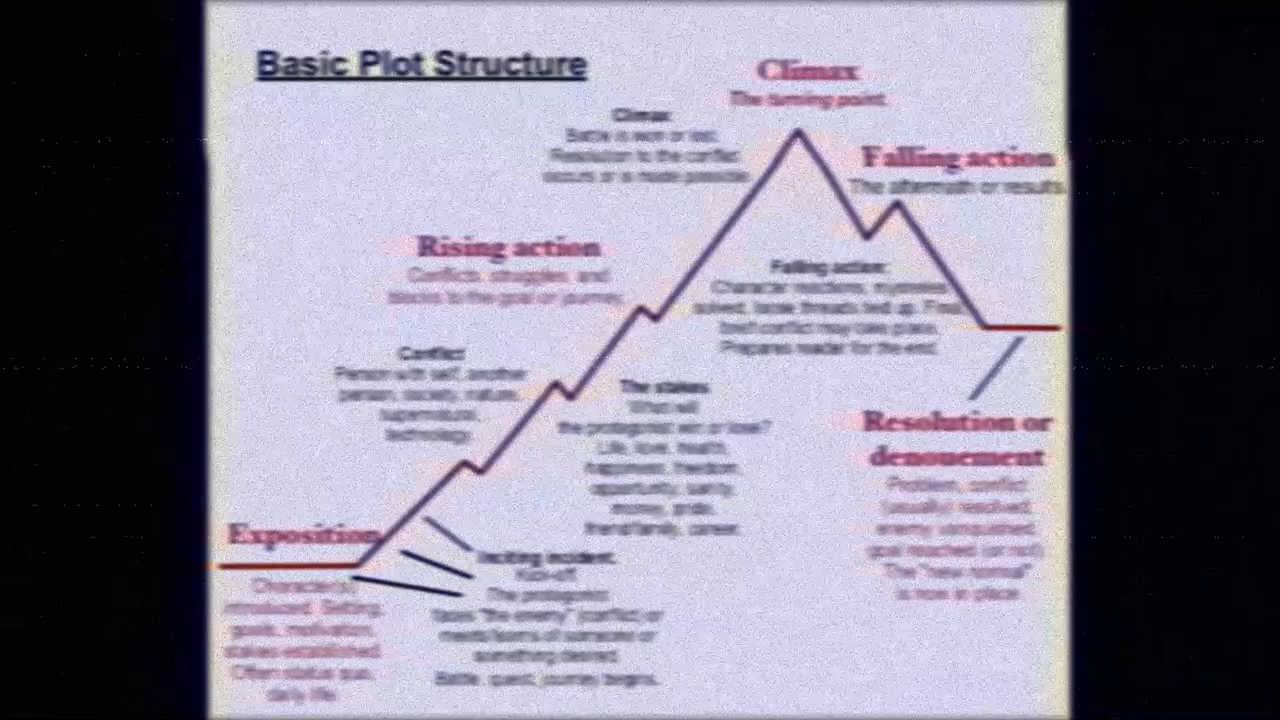 Basic Plot Structure
Climax
The turning point.
Climax
Battle is won or lost.
Resolution to the conflict
occurs or is made possible.
Falling action
The aftermath or results.
Rising action
Conflicts, struggles, and
blocks to the goal or journey.
Falling action:
Character reactions, mysteries
solved, loose threads tied up. Final
conflict may take place.
Prepares reader for the end.
Conflict
Person with self, another
person, society, nature,
supernatural,
technology.
The stakes
What will
the protagonist win or lose?
Life, love, health,
happiness, freedom,
opportunity, sanity,
money, pride,
friend/family, career.
Resolution or
denouement
Problem, conflict
(usually) resolved,
enemy vanquished,
goal reached (or not).
The "new normal"
is now in place.
Exposition
Characters
introduced. Setting,
goals, motivation,
stakes established.
Often status quo,
daily life.
Inciting incident:
Kick-off.
The protagonist
faces "the enemy" (conflict) or
meets/learns of someone or
something desired.
Battle, quest, journey begins.